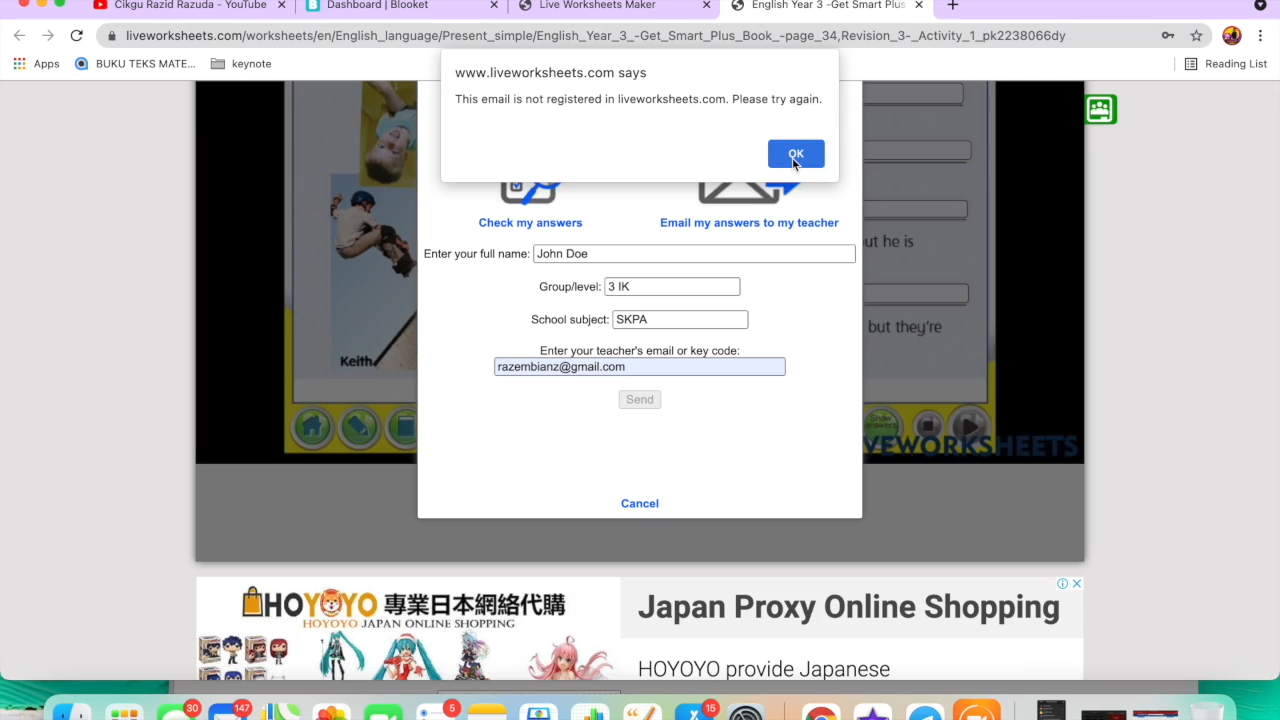 Cikgu Razid Razuda - YouTube
Dashboard | Blooket
Live Worksheets Maker
English Year 3 -Get Smart Plus
liveworksheets.com/worksheets/en/English_language/Present_simple/English_Year_3_-Get_Smart_Plus_Book_-page_34,Revision_3-_Activity_1_pk2238066dy
Apps
BUKU TEKS MATE...
keynote
Reading List
www.liveworksheets.com says
This email is not registered in liveworksheets.com. Please try again.
OK
Check my answers
Email my answers to my teacher
Enter your full name: John Doe
Group/level: 3 IK
School subject: SKPA
Enter your teacher's email or key code:
razembianz@gmail.com
Send
Cancel
but he is
but they're
Keith
Show answers
VEWORKSHEETS
HOYOYO 專業日本網絡代購
HOYOYO JAPAN ONLINE SHOPPING
Japan Proxy Online Shopping
HOYOYO provide Japanese
30
147
5
15